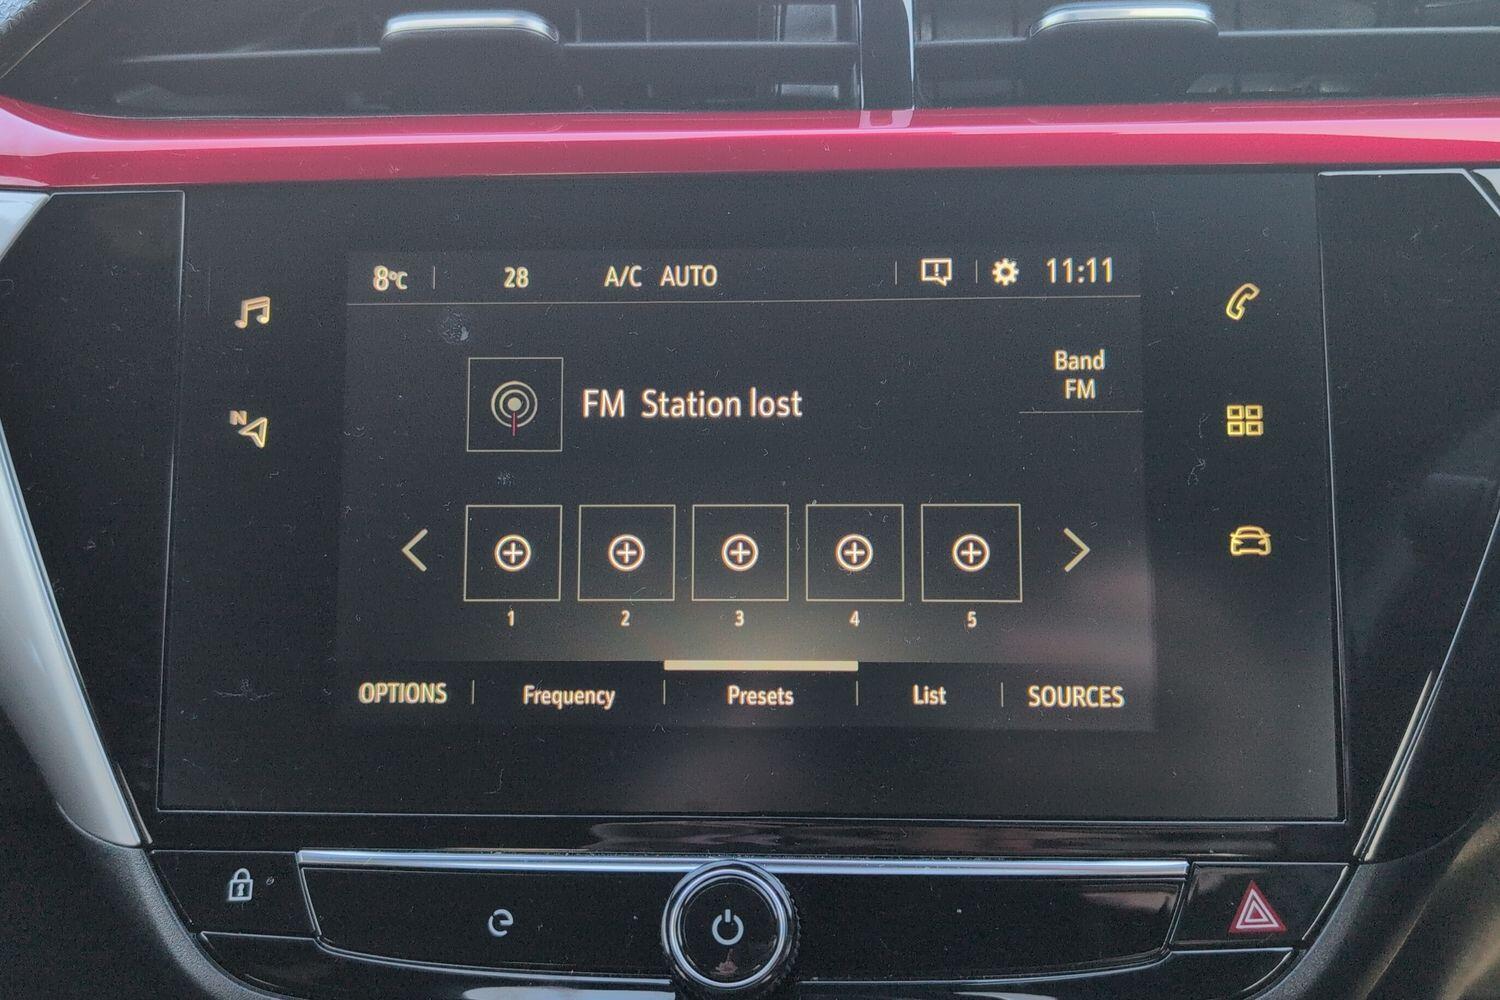 8°C 28 A/C AUTO 11:11
N
Band
FM
FM Station lost
1 2 3 4 5
OPTIONS Frequency Presets List SOURCES